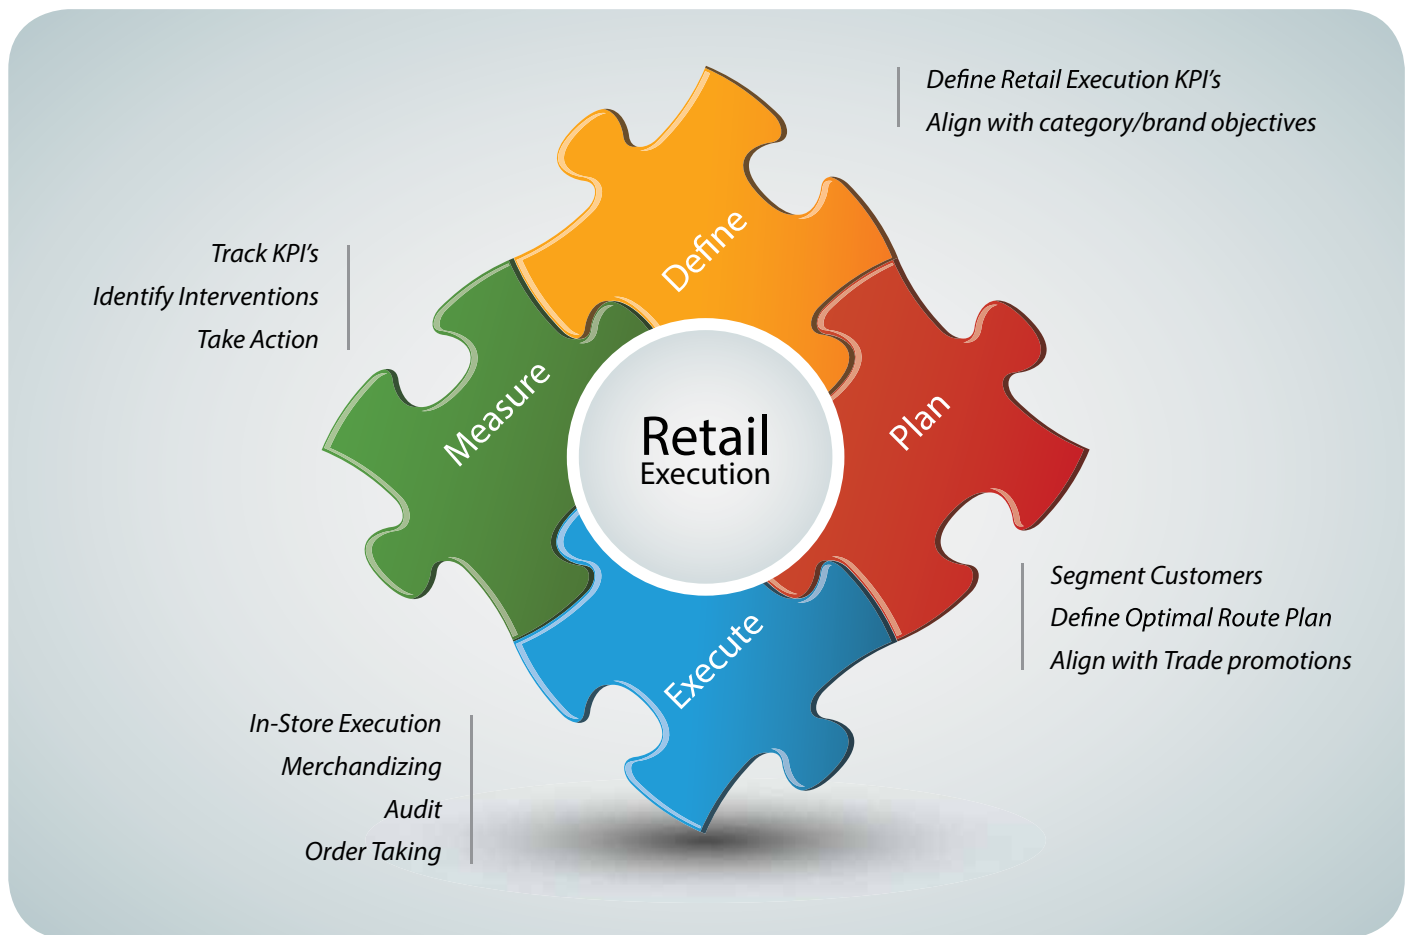 Define Retail Execution KPI's
Align with category/brand objectives
Define
Track KPI's
Identify Interventions
Take Action
Measure
Plan
Retail
Execution
Segment Customers
Define Optimal Route Plan
Align with Trade promotions
Execute
In-Store Execution
Merchandizing
Audit
Order Taking